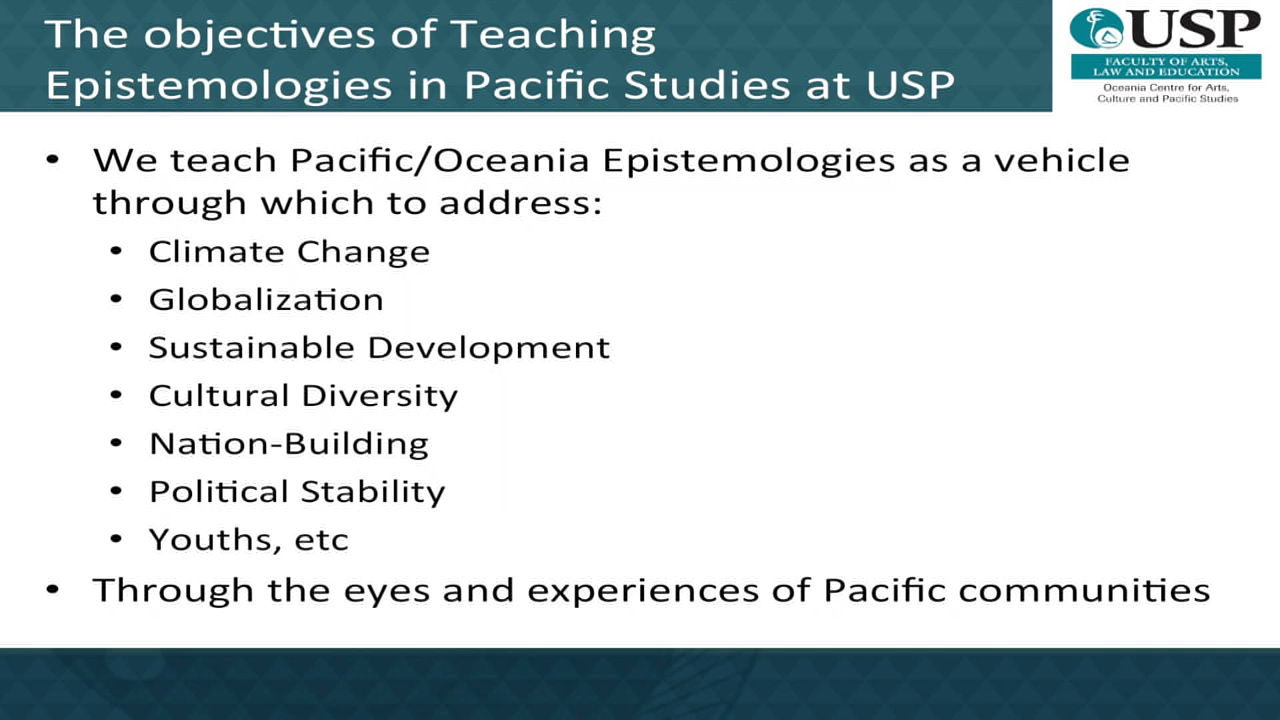 The objectives of Teaching
Epistemologies in Pacific Studies at USP
USP
FACULTY OF ARTS,
LAW AND EDUCATION
Oceania Centre for Arts,
Culture and Pacific Studies
• We teach Pacific/Oceania Epistemologies as a vehicle
through which to address:
• Climate Change
• Globalization
• Sustainable Development
• Cultural Diversity
• Nation-Building
• Political Stability
• Youths, etc
• Through the eyes and experiences of Pacific communities